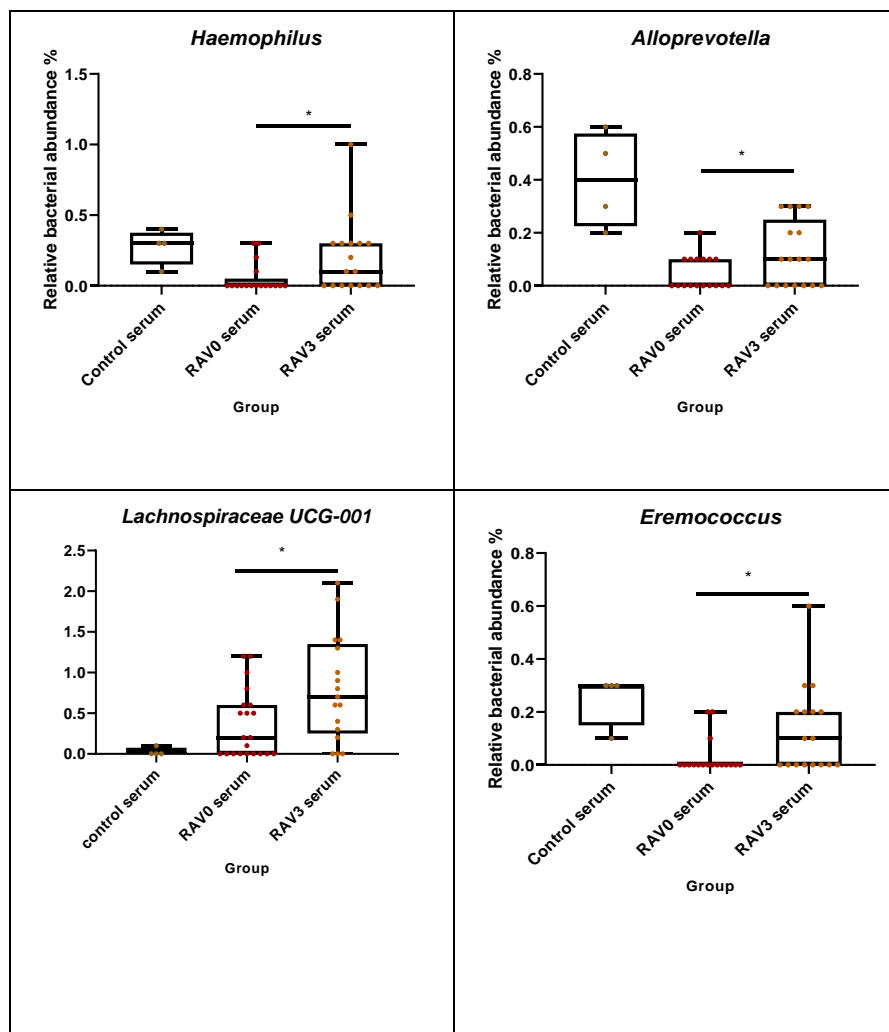 Haemophilus
Relative bacterial abundance %
1.5
1.0
0.5
0.0
*
Control serum
RAV0 serum
RAV3 serum
Group
Alloprevotella
Relative bacterial abundance %
0.8
0.6
0.4
0.2
0.0
*
Control serum
RAV0 serum
RAV3 serum
Group
Lachnospiraceae UCG-001
2.5
2.0
1.5
1.0
0.5
0.0
*
control serum
RAV0 serum
RAV3 serum
Group
Eremococcus
Relative bacterial abundance %
0.8
0.6
0.4
0.2
0.0
*
Control serum
RAV0 serum
RAV3 serum
Group